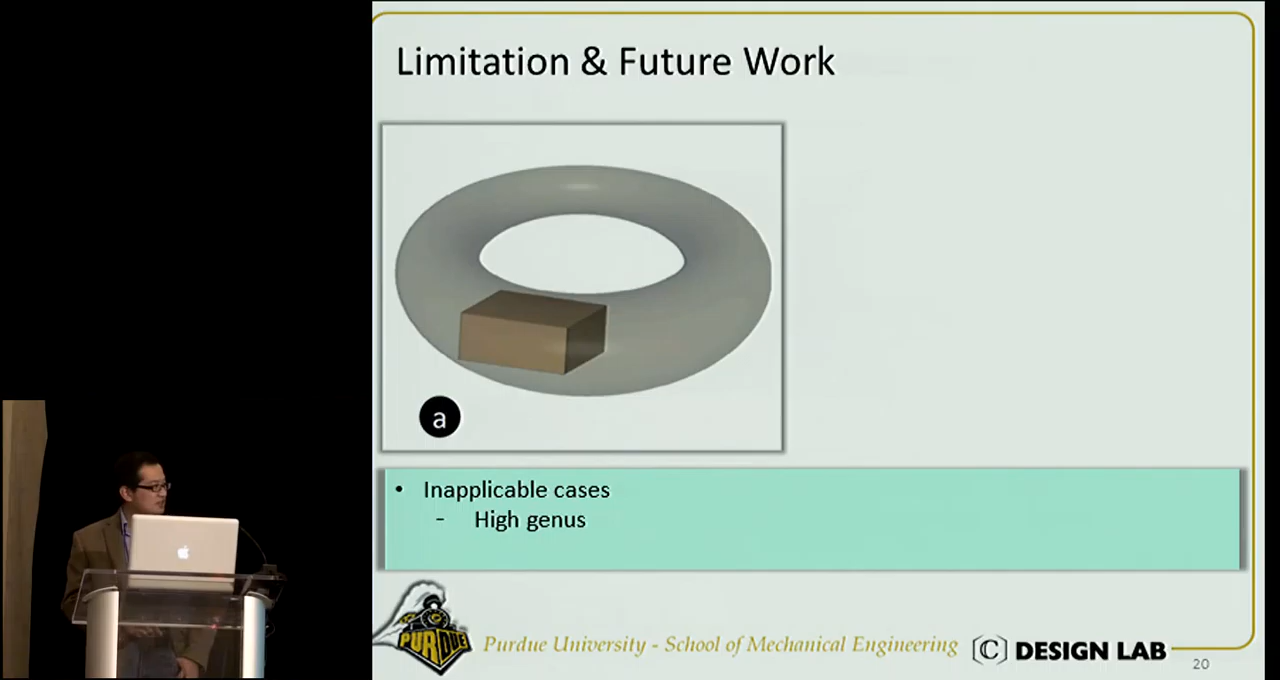 Limitation & Future Work
a
• Inapplicable cases
- High genus
PURDUE
Purdue University - School of Mechanical Engineering
[C] DESIGN LAB
20